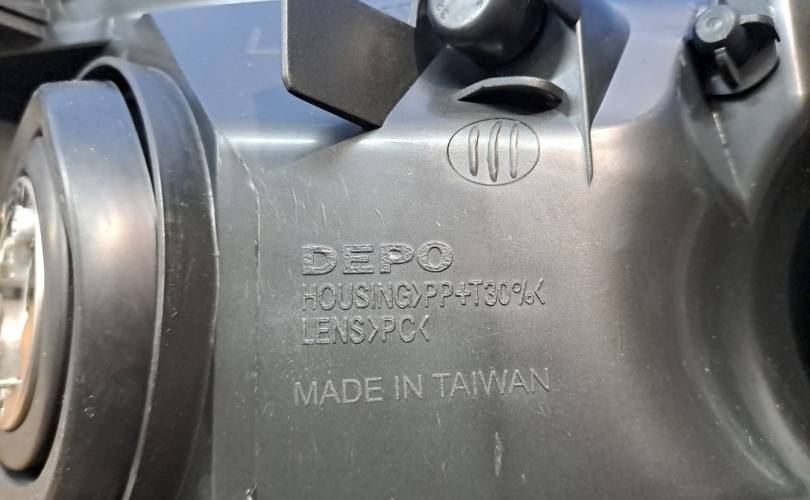 DEPO
HOUSING>PP+T30%<
LENS>PC<
MADE IN TAIWAN